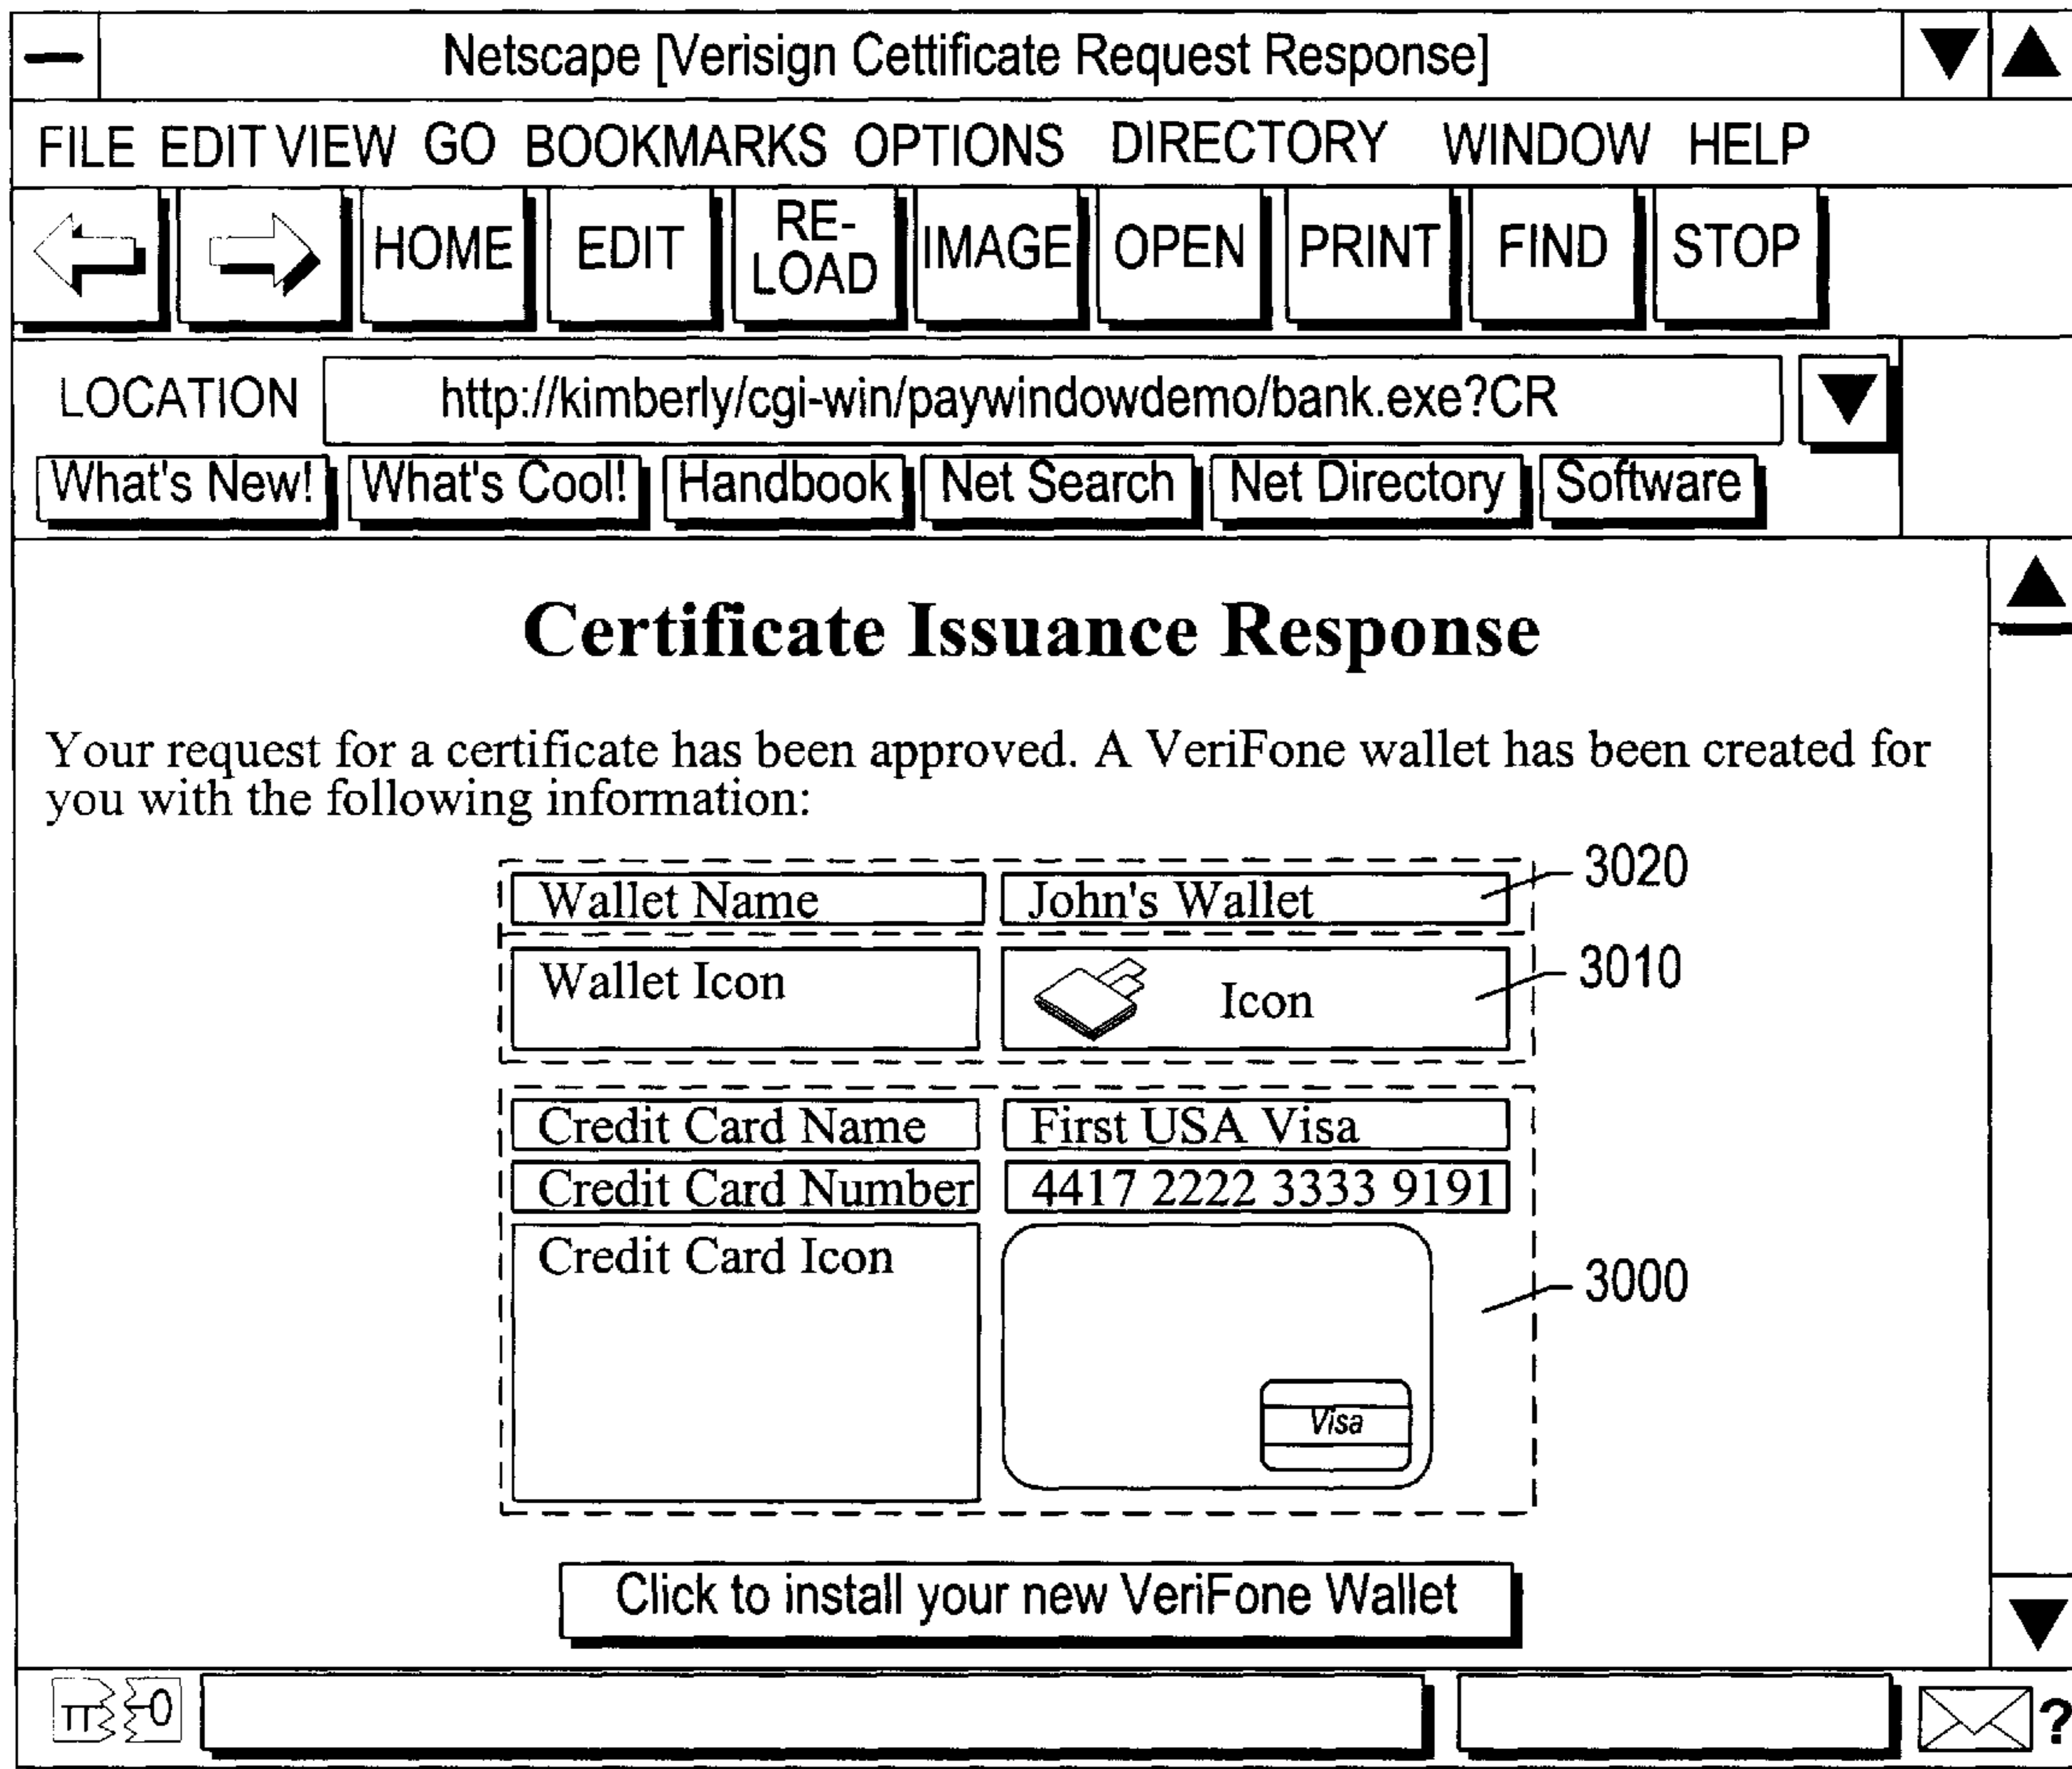 Netscape [Verisign Cettificate Request Response]
FILE EDIT VIEW GO BOOKMARKS OPTIONS DIRECTORY WINDOW HELP
HOME EDIT RE-LOAD IMAGE OPEN PRINT FIND STOP
LOCATION http://kimberly/cgi-win/paywindowdemo/bank.exe?CR
What's New! What's Cool! Handbook Net Search Net Directory Software
Certificate Issuance Response
Your request for a certificate has been approved. A VeriFone wallet has been created for
you with the following information:
Wallet Name John's Wallet 3020
Wallet Icon Icon 3010
Credit Card Name First USA Visa
Credit Card Number 4417 2222 3333 9191
Credit Card Icon 3000
Visa
Click to install your new VeriFone Wallet
?